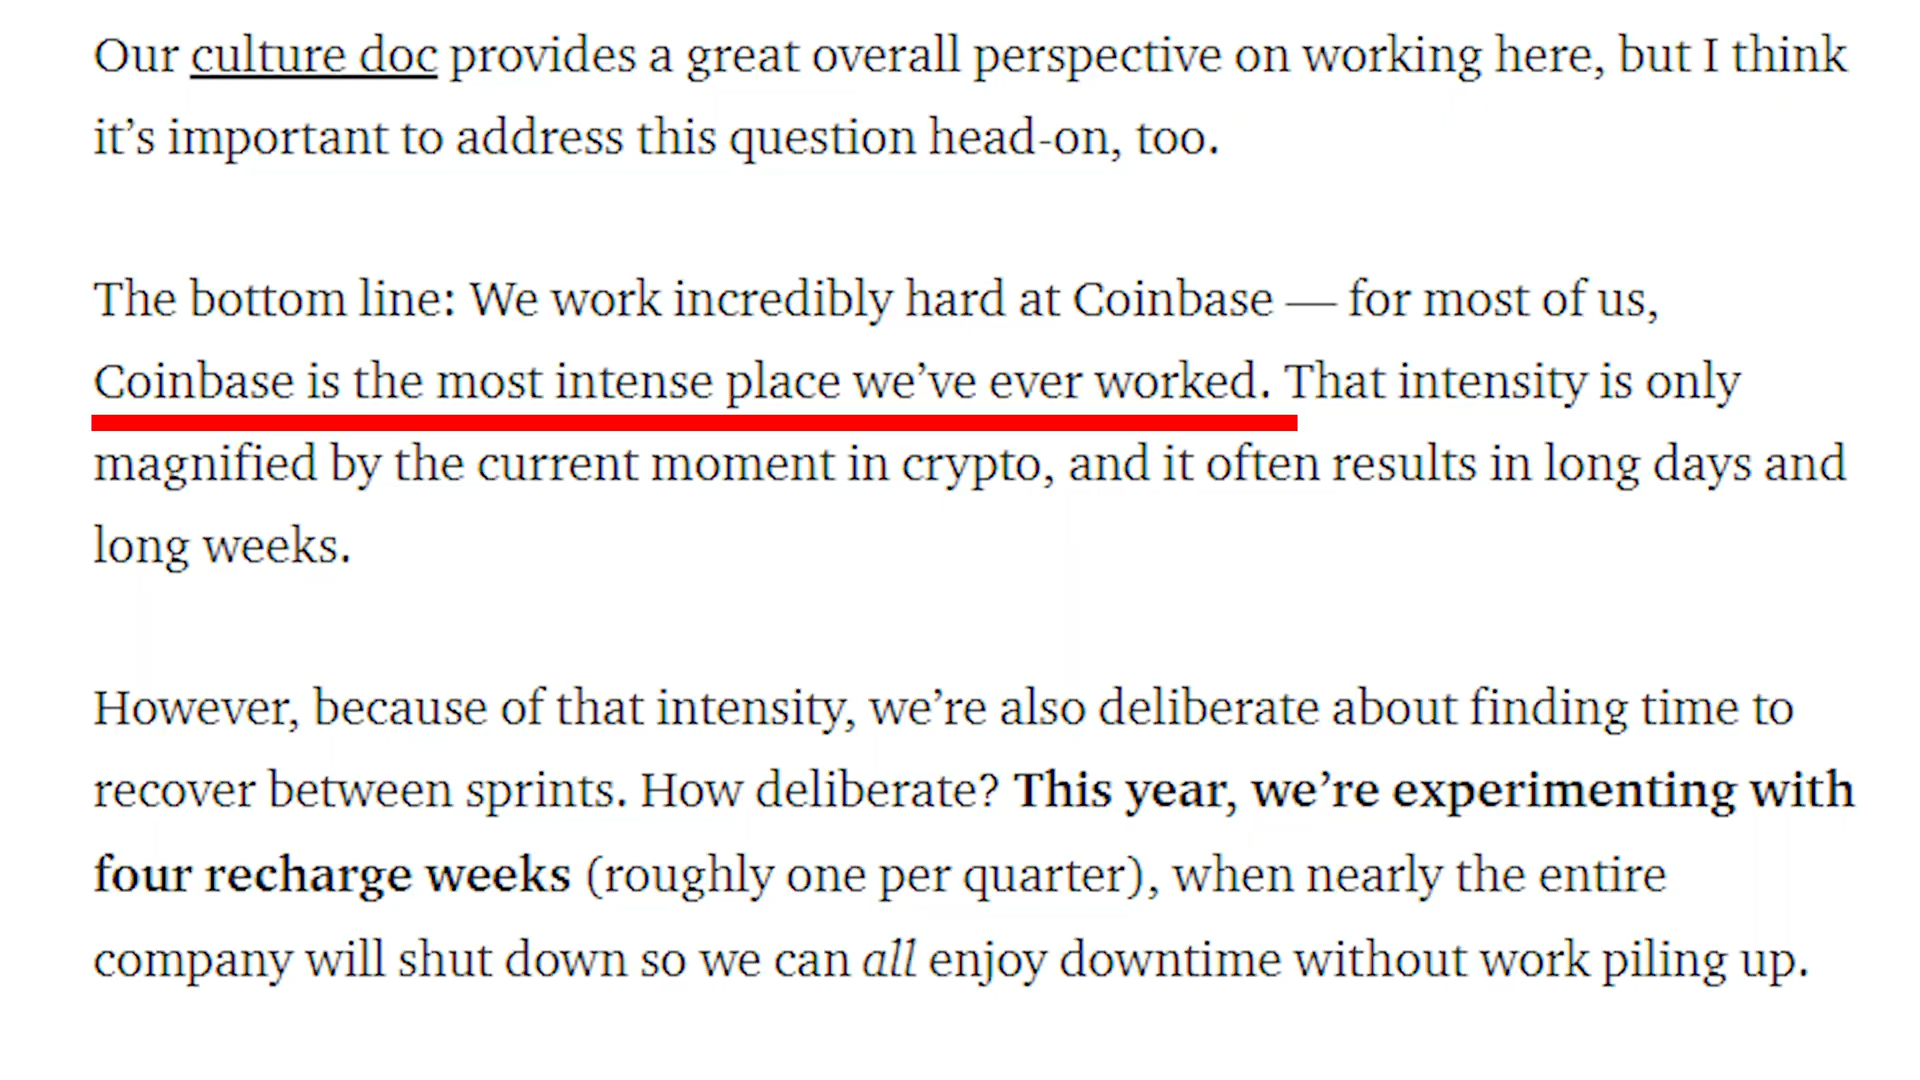 Our culture doc provides a great overall perspective on working here, but I think
it’s important to address this question head-on, too.
The bottom line: We work incredibly hard at Coinbase — for most of us,
Coinbase is the most intense place we’ve ever worked. That intensity is only
magnified by the current moment in crypto, and it often results in long days and
long weeks.
However, because of that intensity, we’re also deliberate about finding time to
recover between sprints. How deliberate? This year, we’re experimenting with
four recharge weeks (roughly one per quarter), when nearly the entire
company will shut down so we can all enjoy downtime without work piling up.